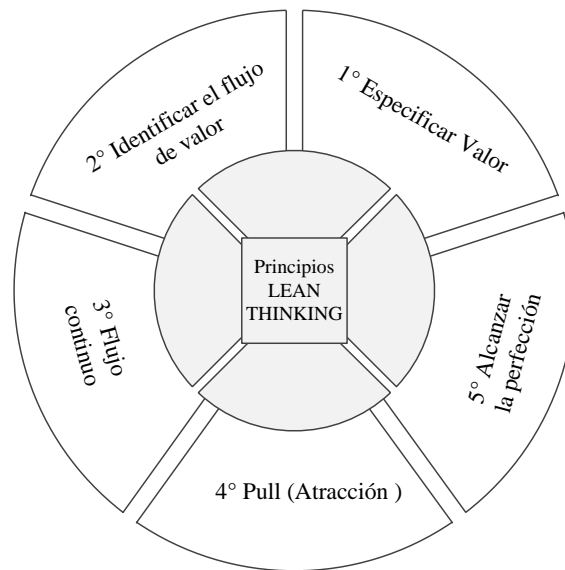 Principios
LEAN
THINKING
1° Especificar Valor
2° Identificar el flujo
de valor
3° Flujo
continuo
4° Pull (Atracción )
5° Alcanzar
la perfección